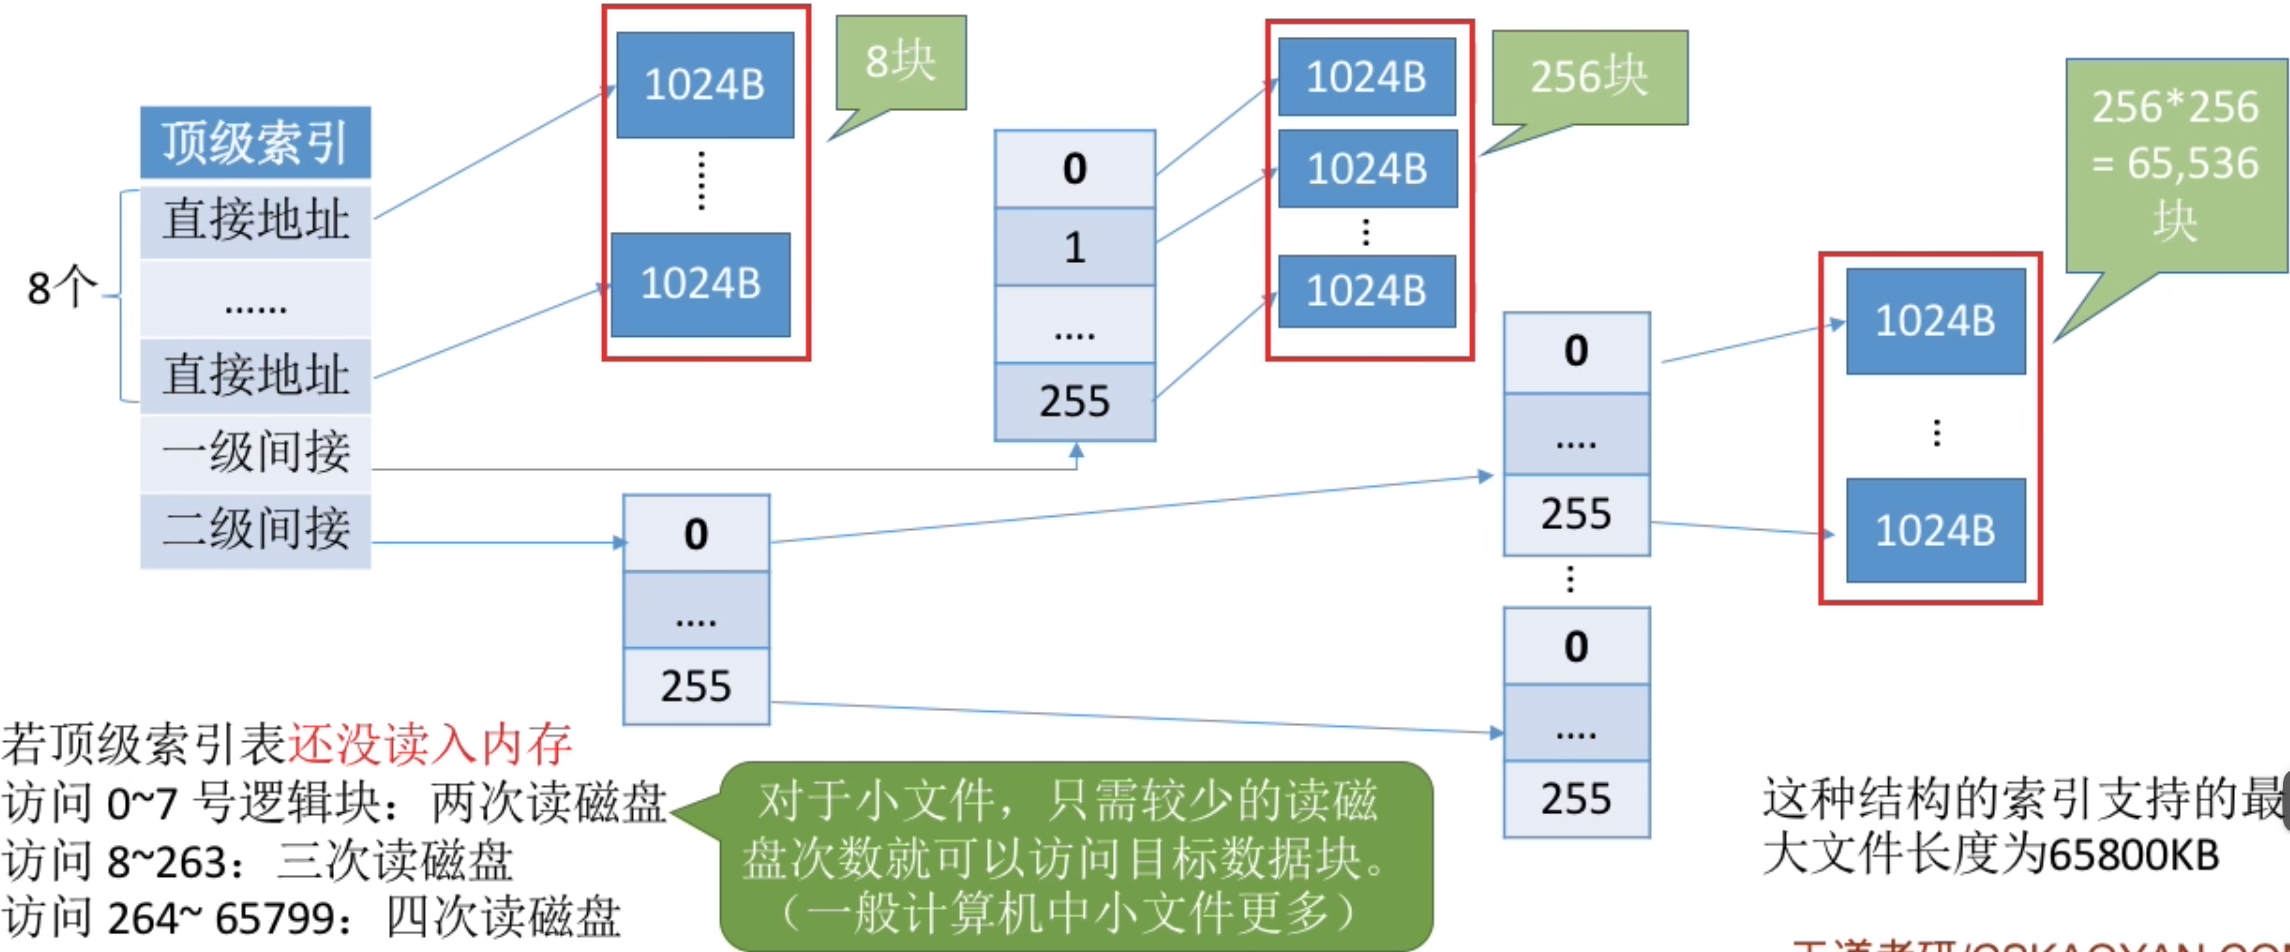 顶级索引
直接地址
......
直接地址
一级间接
二级间接
8个
1024B
1024B
8块
0
1
....
255
1024B
1024B
1024B
256块
0
....
255
0
....
255
0
....
255
1024B
1024B
256*256
= 65,536
块
若顶级索引表还没读入内存
访问 0~7 号逻辑块：两次读磁盘
访问 8~263：三次读磁盘
访问 264~ 65799：四次读磁盘
对于小文件，只需较少的读磁
盘次数就可以访问目标数据块。
（一般计算机中小文件更多）
这种结构的索引支持的最
大文件长度为65800KB